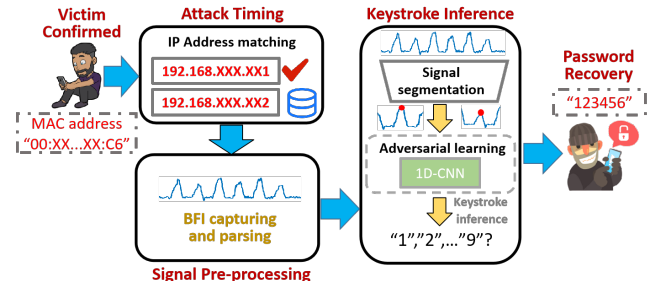 Victim
Confirmed
MAC address
“00:XX...XX:C6”
Attack Timing
IP Address matching
192.168.XXX.XX1
192.168.XXX.XX2
BFI capturing
and parsing
Signal Pre-processing
Keystroke Inference
Signal
segmentation
Adversarial learning
1D-CNN
Keystroke
inference
“1”,”2”,…”9”?
Password
Recovery
“123456”